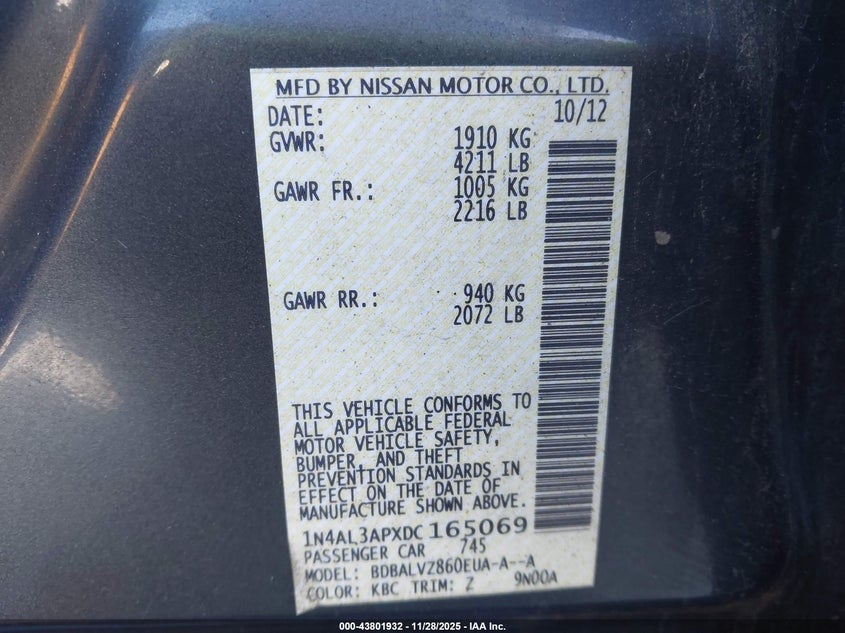 MFD BY NISSAN MOTOR CO., LTD.
DATE: 10/12
GVWR: 1910 KG
4211 LB
GAWR FR.: 1005 KG
2216 LB
GAWR RR.: 940 KG
2072 LB
THIS VEHICLE CONFORMS TO
ALL APPLICABLE FEDERAL
MOTOR VEHICLE SAFETY,
BUMPER, AND THEFT
PREVENTION STANDARDS IN
EFFECT ON THE DATE OF
MANUFACTURE SHOWN ABOVE.
1N4AL3APXDC165069
PASSENGER CAR 745
MODEL: BDBALVZ860EUA-A--A
COLOR: KBC TRIM: Z 9N00A
000-43801932 - 11/28/2025 - IAA Inc.